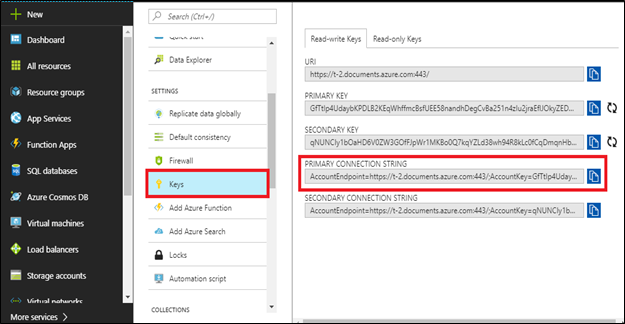 New
Dashboard
All resources
Resource groups
App Services
Function Apps
SQL databases
Azure Cosmos DB
Virtual machines
Load balancers
Storage accounts
Virtual networks
More services
Search (Ctrl+/)
Quick start
Data Explorer
SETTINGS
Replicate data globally
Default consistency
Firewall
Keys
Add Azure Function
Add Azure Search
Locks
Automation script
COLLECTIONS
Read-write Keys Read-only Keys
URI
https://t-2.documents.azure.com:443/
PRIMARY KEY
SECONDARY KEY
PRIMARY CONNECTION STRING
AccountEndpoint=https://t-2.documents.azure.com:443/;AccountKey=GfTtlp4Uday...
SECONDARY CONNECTION STRING
AccountEndpoint=https://t-2.documents.azure.com:443/;AccountKey=qNUNCly1b...